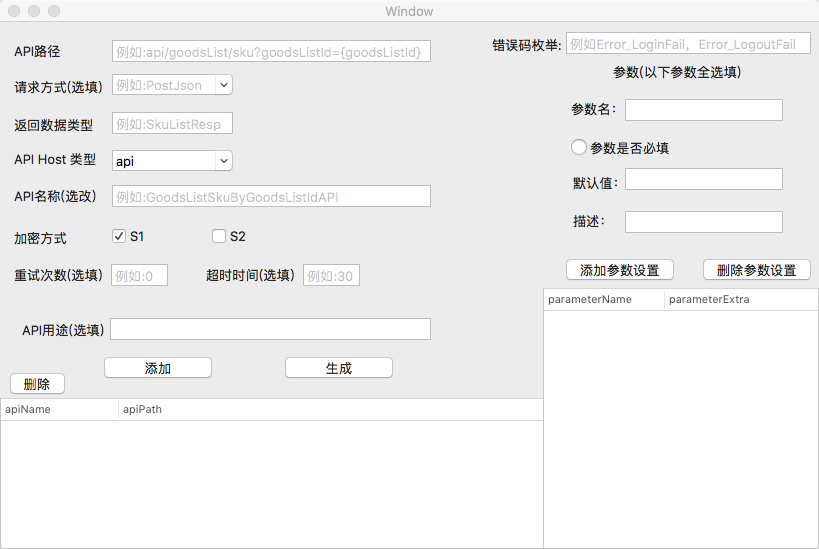 Window
API路径
例如:api/goodsList/sku?goodsListId={goodsListId}
请求方式(选填)
例如:PostJson
返回数据类型
例如:SkuListResp
API Host 类型
api
API名称(选改)
例如:GoodsListSkuByGoodsListIdAPI
加密方式
S1
S2
重试次数(选填)
例如:0
超时时间(选填)
例如:30
API用途(选填)
添加
生成
删除
apiName
apiPath
错误码枚举:
例如Error_LoginFail，Error_LogoutFail
参数(以下参数全选填)
参数名：
参数是否必填
默认值：
描述：
添加参数设置
删除参数设置
parameterName
parameterExtra